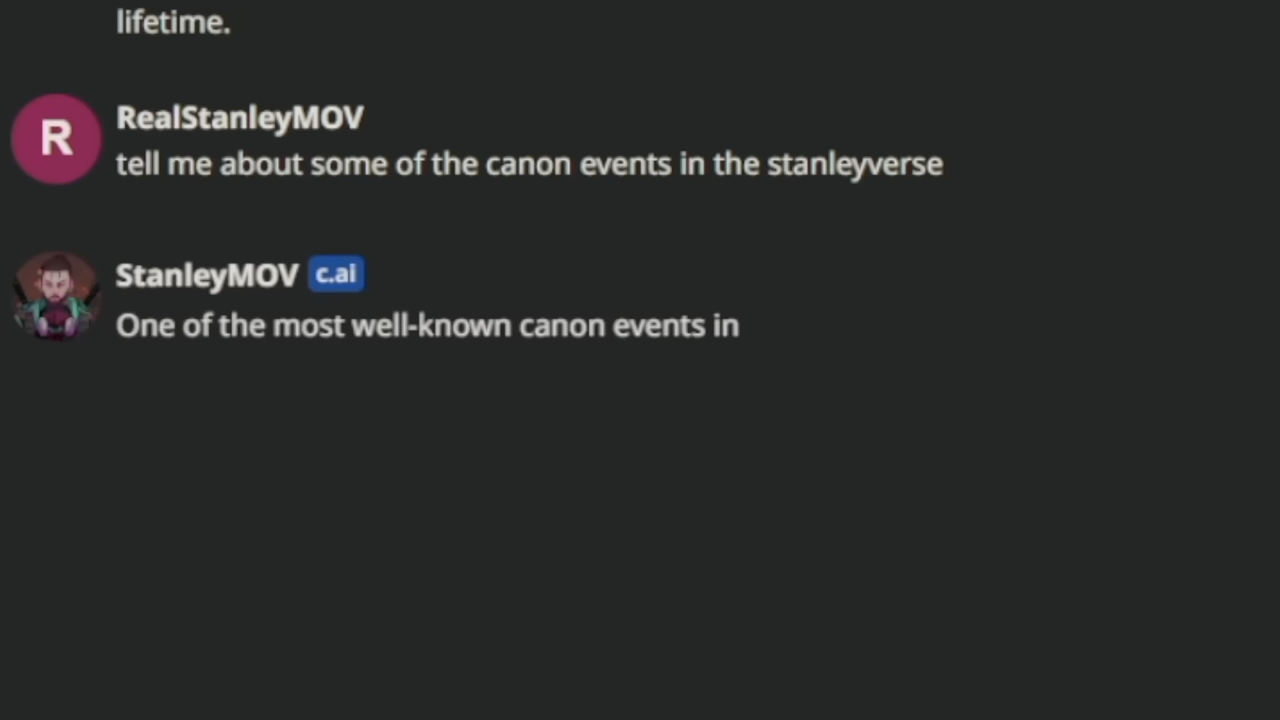 lifetime.
R
RealStanleyMOV
tell me about some of the canon events in the stanleyverse
StanleyMOV c.ai
One of the most well-known canon events in